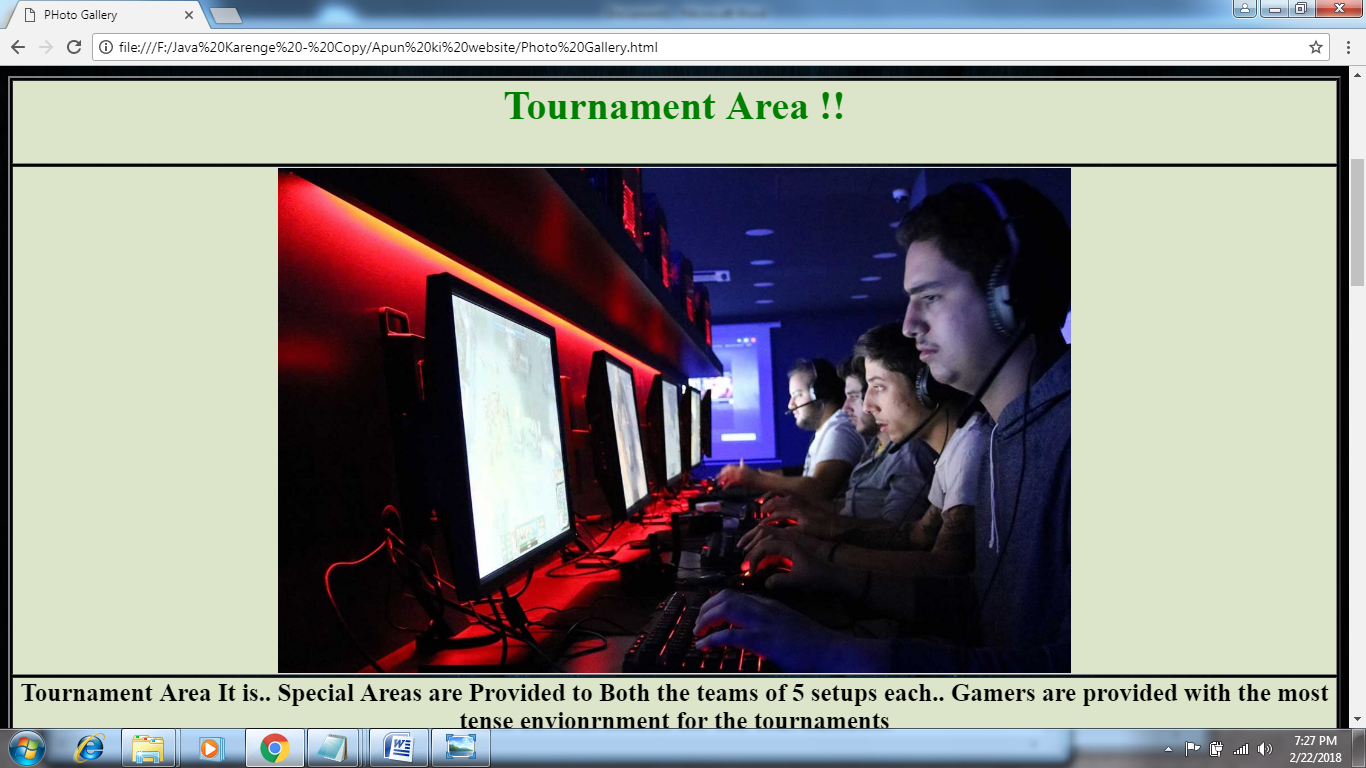 PHoto Gallery
file:///F:/Java%20Karenge%20-%20Copy/Apun%20ki%20website/Photo%20Gallery.html
Tournament Area !!
Tournament Area It is.. Special Areas are Provided to Both the teams of 5 setups each.. Gamers are provided with the most
tense envionrnment for the tournaments
7:27 PM
2/22/2018